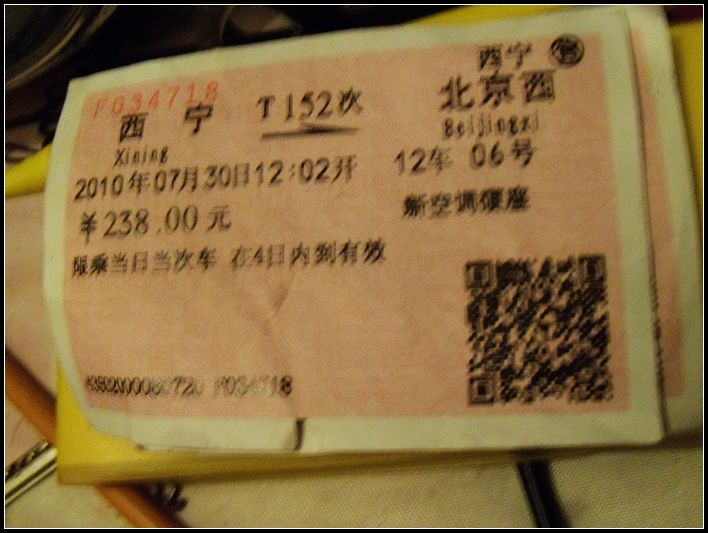 F034718
西宁 售
西宁 T152次 北京西
Xining Beijingxi
2010年07月30日12:02开 12车 06号
￥238.00元 新空调硬座
限乘当日当次车 在4日内到有效
F034718